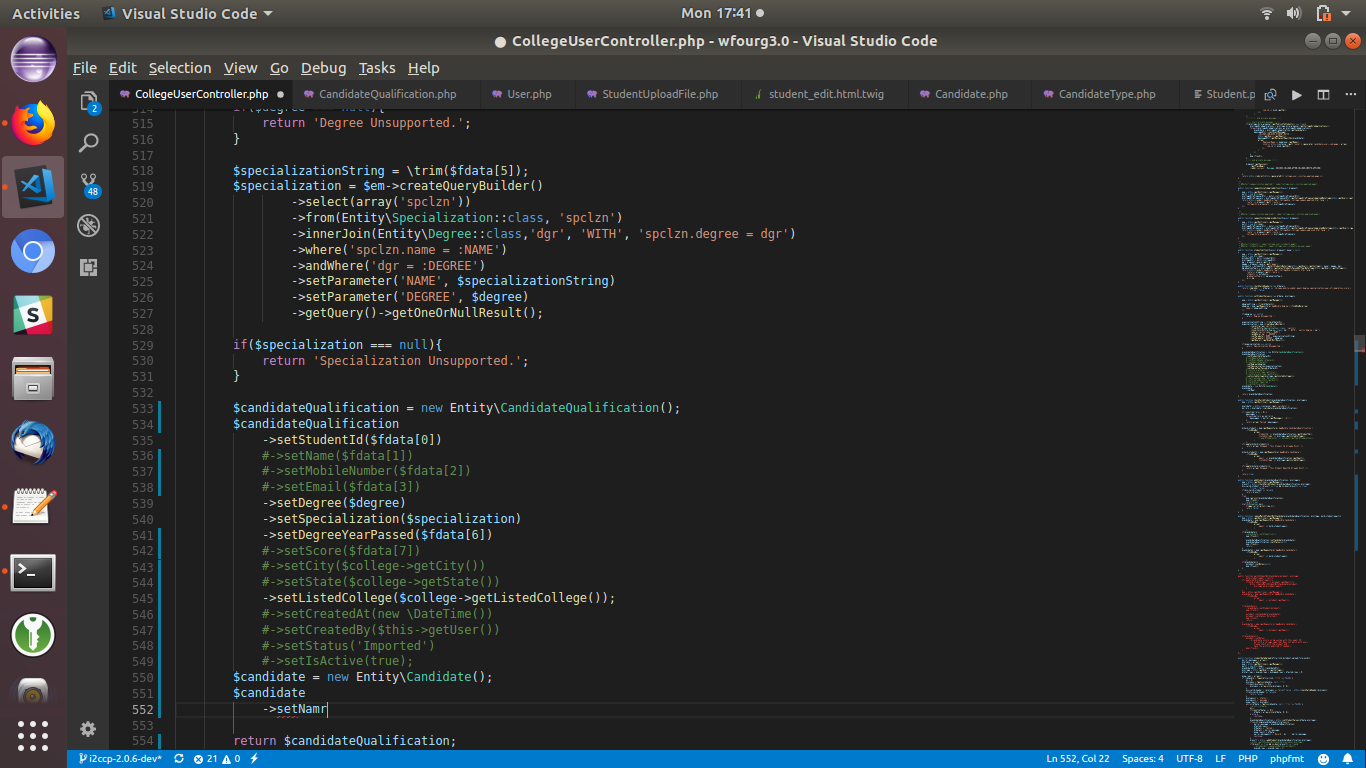 Activities Visual Studio Code Mon 17:41
CollegeUserController.php - wfourg3.0 - Visual Studio Code
File Edit Selection View Go Debug Tasks Help
CollegeUserController.php CandidateQualification.php User.php StudentUploadFile.php student_edit.html.twig Candidate.php CandidateType.php Student.p
2
48
S
515 return 'Degree Unsupported.';
516 }
517
518 $specializationString = \trim($fdata[5]);
519 $specialization = $em->createQueryBuilder()
520 ->select(array('spclzn'))
521 ->from(Entity\Specialization::class, 'spclzn')
522 ->innerJoin(Entity\Degree::class,'dgr', 'WITH', 'spclzn.degree = dgr')
523 ->where('spclzn.name = :NAME')
524 ->andWhere('dgr = :DEGREE')
525 ->setParameter('NAME', $specializationString)
526 ->setParameter('DEGREE', $degree)
527 ->getQuery()->getOneOrNullResult();
528
529 if($specialization === null){
530 return 'Specialization Unsupported.';
531 }
532
533 $candidateQualification = new Entity\CandidateQualification();
534 $candidateQualification
535 ->setStudentId($fdata[0])
536 #->setName($fdata[1])
537 #->setMobileNumber($fdata[2])
538 #->setEmail($fdata[3])
539 ->setDegree($degree)
540 ->setSpecialization($specialization)
541 ->setDegreeYearPassed($fdata[6])
542 #->setScore($fdata[7])
543 #->setCity($college->getCity())
544 #->setState($college->getState())
545 ->setListedCollege($college->getListedCollege());
546 #->setCreatedAt(new \DateTime())
547 #->setCreatedBy($this->getUser())
548 #->setStatus('Imported')
549 #->setIsActive(true);
550 $candidate = new Entity\Candidate();
551 $candidate
552 ->setNamr
553
554 return $candidateQualification;
i2ccp-2.0.6-dev* 21 0 Ln 552, Col 22 Spaces: 4 UTF-8 LF PHP phpfmt